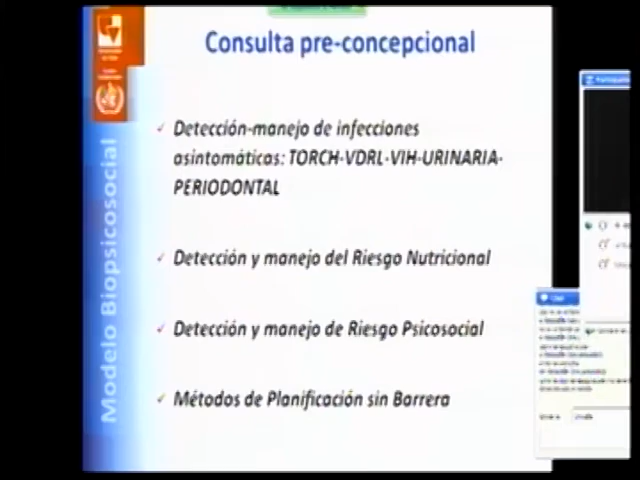 Consulta pre-concepcional
Detección-manejo de infecciones
asintomáticas: TORCH-VDRL-VIH-URINARIA-
PERIODONTAL
Detección y manejo del Riesgo Nutricional
Detección y manejo de Riesgo Psicosocial
Métodos de Planificación sin Barrera
Modelo Biopsicosocial